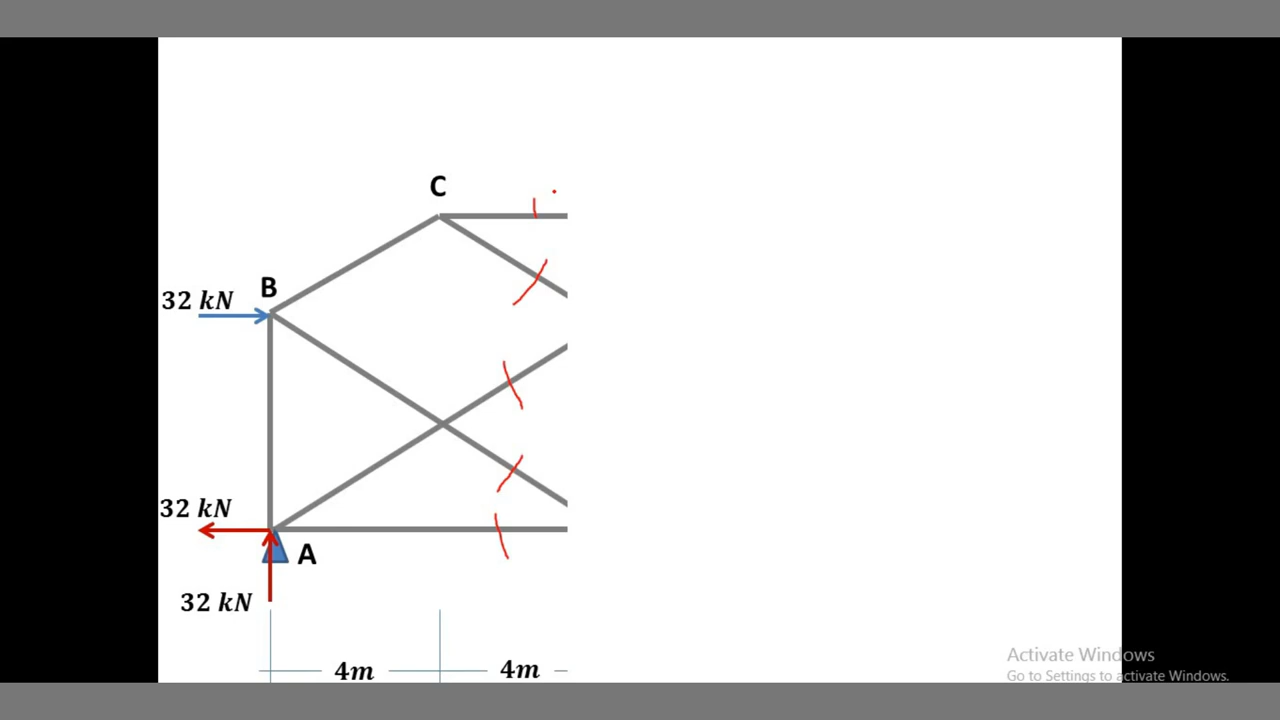 C
B
32 kN
32 kN
A
32 kN
4m
4m
Activate Windows
Go to Settings to activate Windows.